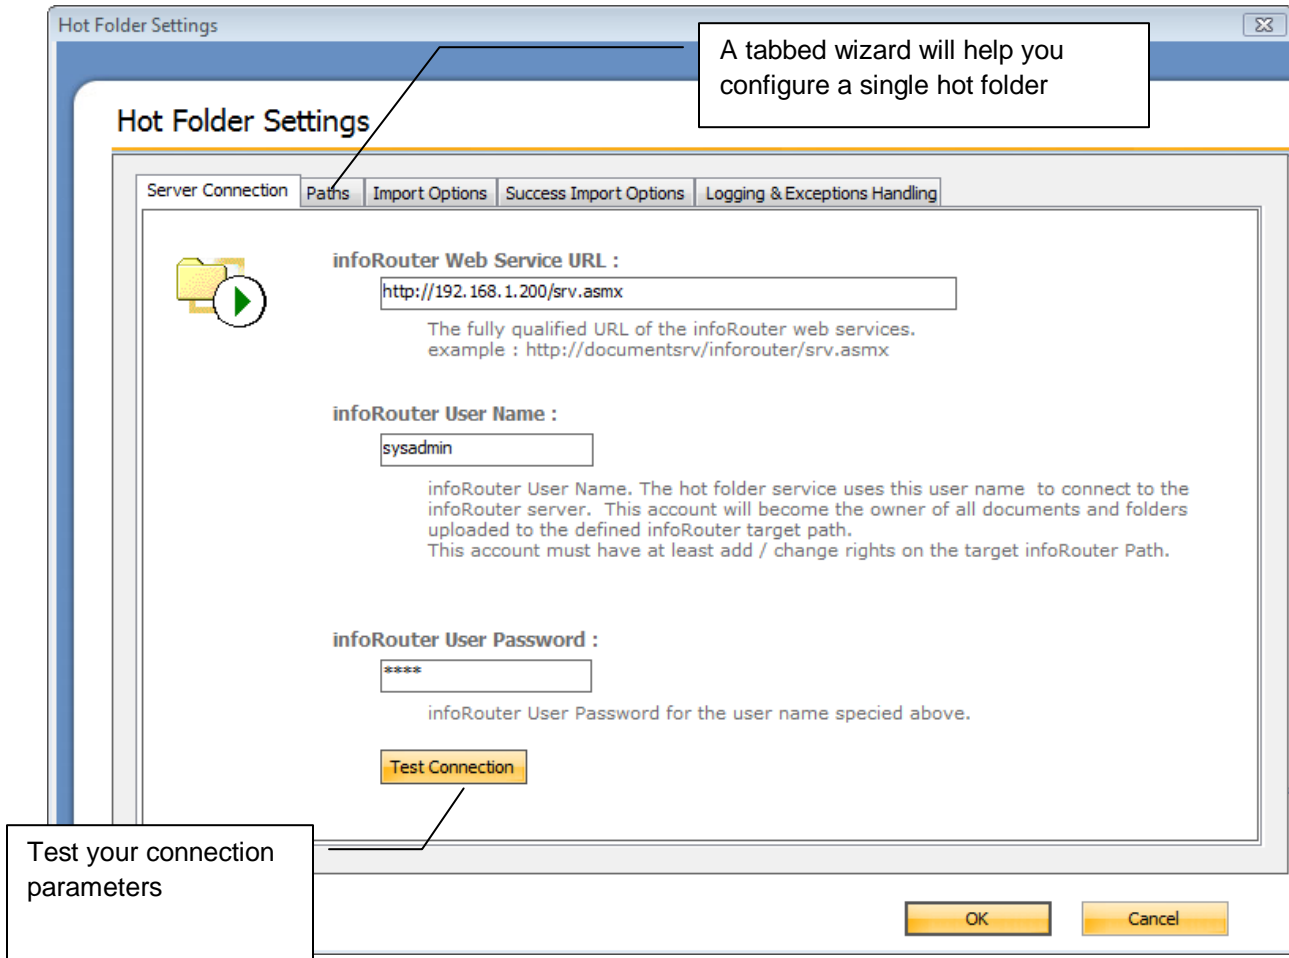 Hot Folder Settings
A tabbed wizard will help you
configure a single hot folder
Hot Folder Settings
Server Connection Paths Import Options Success Import Options Logging & Exceptions Handling
infoRouter Web Service URL :
http://192.168.1.200/srv.asmx
The fully qualified URL of the infoRouter web services.
example : http://documentsrv/inforouter/srv.asmx
infoRouter User Name :
sysadmin
infoRouter User Name. The hot folder service uses this user name to connect to the
infoRouter server. This account will become the owner of all documents and folders
uploaded to the defined infoRouter target path.
This account must have at least add / change rights on the target infoRouter Path.
infoRouter User Password :
****
infoRouter User Password for the user name specied above.
Test Connection
Test your connection
parameters
OK Cancel